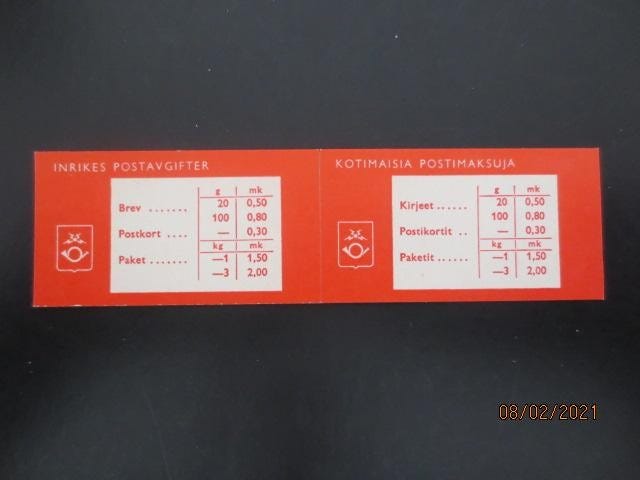 INRIKES POSTAVGIFTER
g mk
Brev ....... 20 0,50
100 0,80
Postkort .... — 0,30
kg mk
Paket ....... —1 1,50
—3 2,00
KOTIMAISIA POSTIMAKSUJA
g mk
Kirjeet ...... 20 0,50
100 0,80
Postikortit .. — 0,30
kg mk
Paketit ...... —1 1,50
—3 2,00
08/02/2021